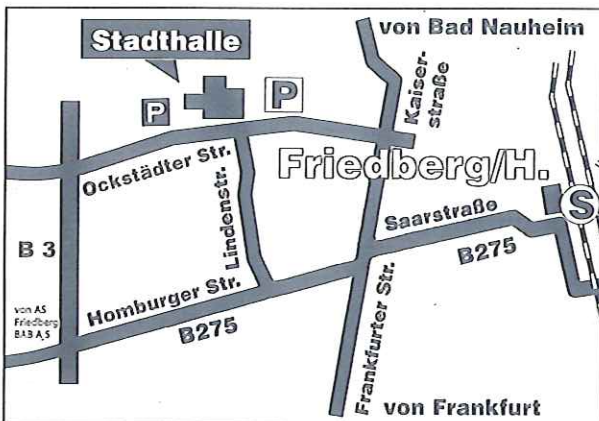 von Bad Nauheim
Stadthalle
P
P
Kaiser-
straße
Friedberg/H.
Ockstädter Str.
Lindenstr.
Saarstraße
S
B 3
B275
Homburger Str.
von AS
Friedberg
BAB A 5
B275
Frankfurter Str.
von Frankfurt